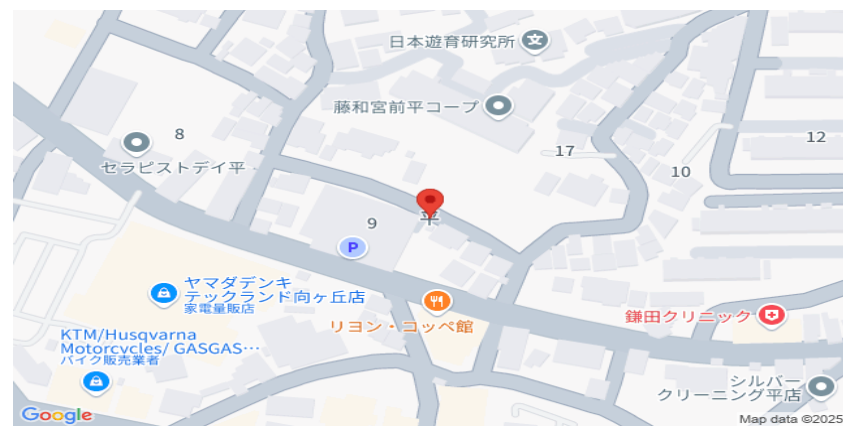 日本遊育研究所
藤和宮前平コープ
8
17
12
10
セラピストデイ平
平
9
P
ヤマダデンキ
テックランド向ヶ丘店
家電量販店
リヨン・コッペ館
鎌田クリニック
KTM/Husqvarna
Motorcycles/ GASGAS…
バイク販売業者
シルバー
クリーニング平店
Google
Map data ©2025